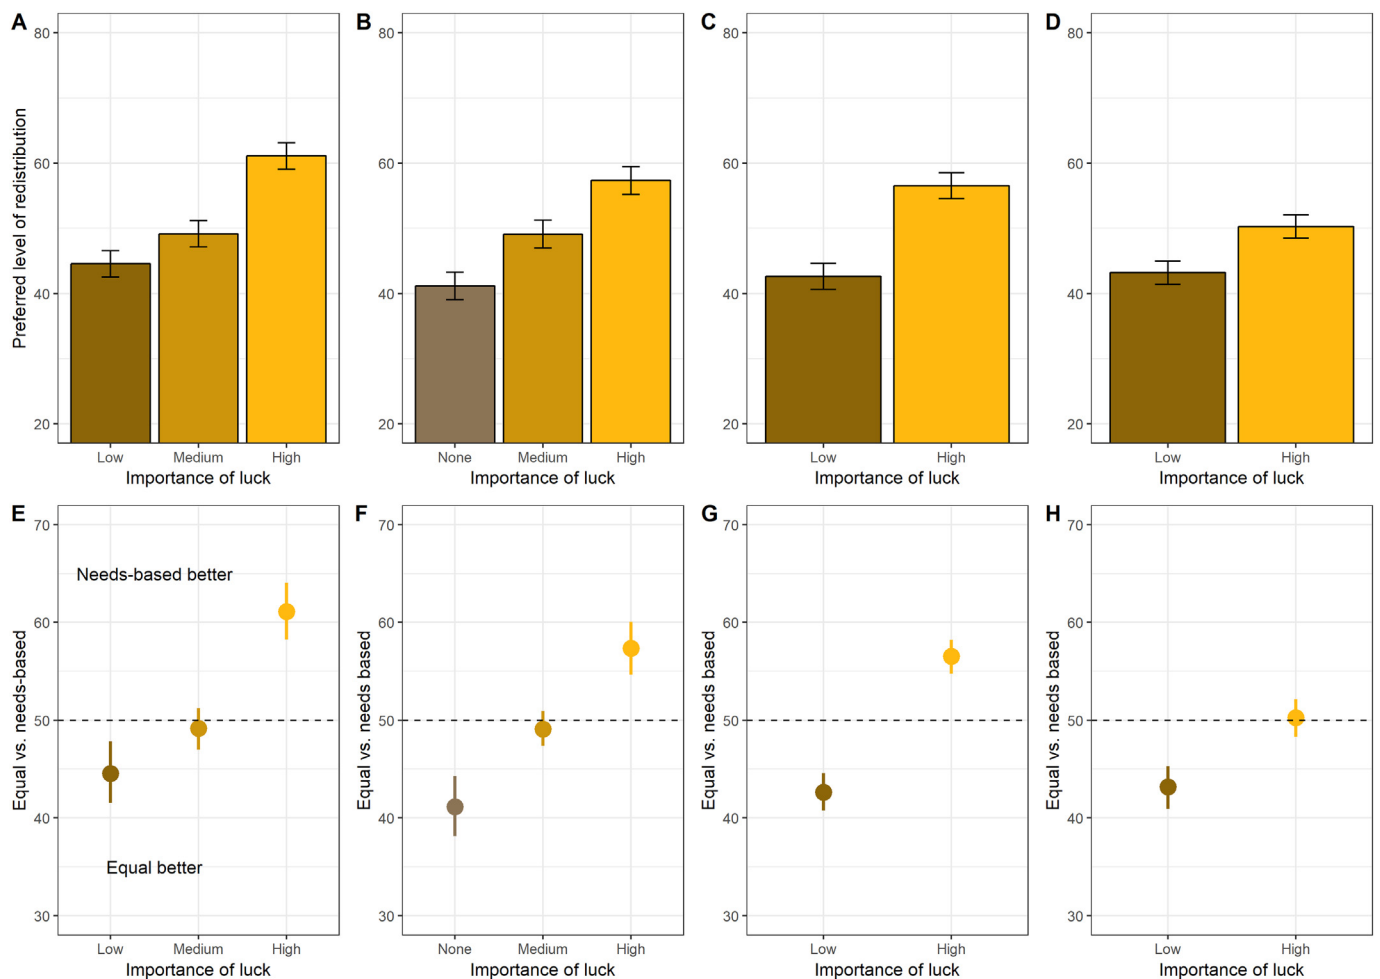 A
Preferred level of redistribution
80
60
40
20
Low Medium High
Importance of luck
B
80
60
40
20
None Medium High
Importance of luck
C
80
60
40
20
Low High
Importance of luck
D
80
60
40
20
Low High
Importance of luck
E
Equal vs. needs-based
70
60
50
40
30
Needs-based better
Equal better
Low Medium High
Importance of luck
F
Equal vs. needs based
70
60
50
40
30
None Medium High
Importance of luck
G
Equal vs. needs based
70
60
50
40
30
Low High
Importance of luck
H
Equal vs. needs based
70
60
50
40
30
Low High
Importance of luck